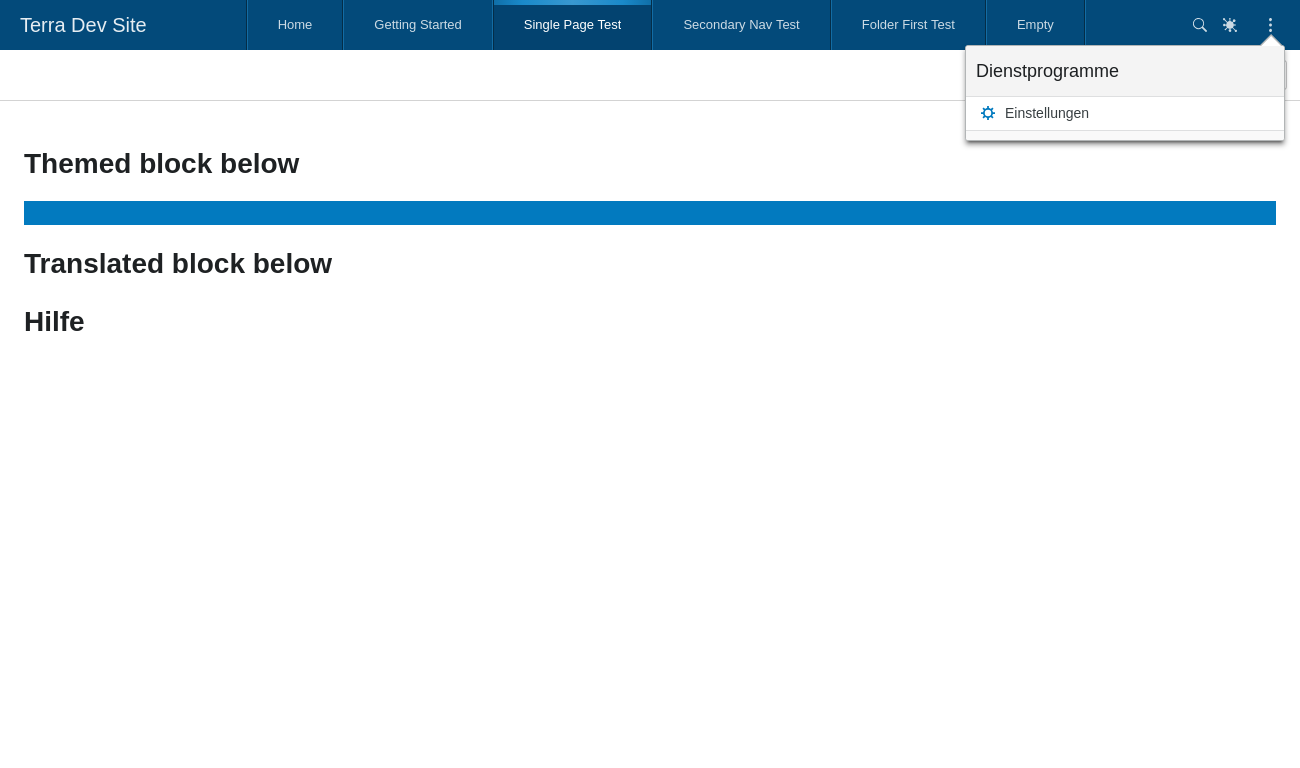 Terra Dev Site
Home
Getting Started
Single Page Test
Secondary Nav Test
Folder First Test
Empty
Dienstprogramme
Einstellungen
Themed block below
Translated block below
Hilfe